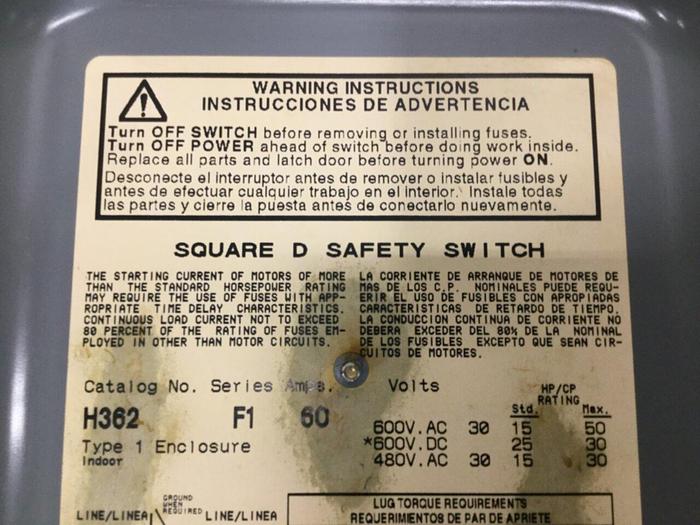 WARNING INSTRUCTIONS
INSTRUCCIONES DE ADVERTENCIA
Turn OFF SWITCH before removing or installing fuses.
Turn OFF POWER ahead of switch before doing work inside.
Replace all parts and latch door before turning power ON.
Desconecte el interruptor antes de remover o instalar fusibles y
antes de efectuar cualquier trabajo en el interior. Instale todas
las partes y cierre la puesta antes de conectarlo nuevamente.
SQUARE D SAFETY SWITCH
THE STARTING CURRENT OF MOTORS OF MORE
THAN THE STANDARD HORSEPOWER RATING
MAY REQUIRE THE USE OF FUSES WITH APP-
ROPRIATE TIME DELAY CHARACTERISTICS.
CONTINUOUS LOAD CURRENT NOT TO EXCEED
80 PERCENT OF THE RATING OF FUSES EM-
PLOYED IN OTHER THAN MOTOR CIRCUITS.
LA CORRIENTE DE ARRANQUE DE MOTORES DE
MAS DE LOS C.P. NOMINALES PUEDE REQU-
ERIR EL USO DE FUSIBLES CON APROPIADAS
CARACTERISTICAS DE RETARDO DE TIEMPO.
LA CONDUCCION CONTINUA DE CORRIENTE NO
DEBERA EXCEDER DEL 80% DE LA NOMINAL
DE LOS FUSIBLES EXCEPTO QUE SEAN CIR-
CUITOS DE MOTORES.
Catalog No. Series Amps. Volts HP/CP
RATING
Std. Max.
H362 F1 60
600V.AC 30 15 50
*600V.DC 25 30
480V.AC 30 15 30
Type 1 Enclosure
Indoor
GROUND
WHEN
REQUIRED
LINE/LINEA LINE/LINEA
LUG TORQUE REQUIREMENTS
REQUERIMIENTOS DE PAR DE APRIETE